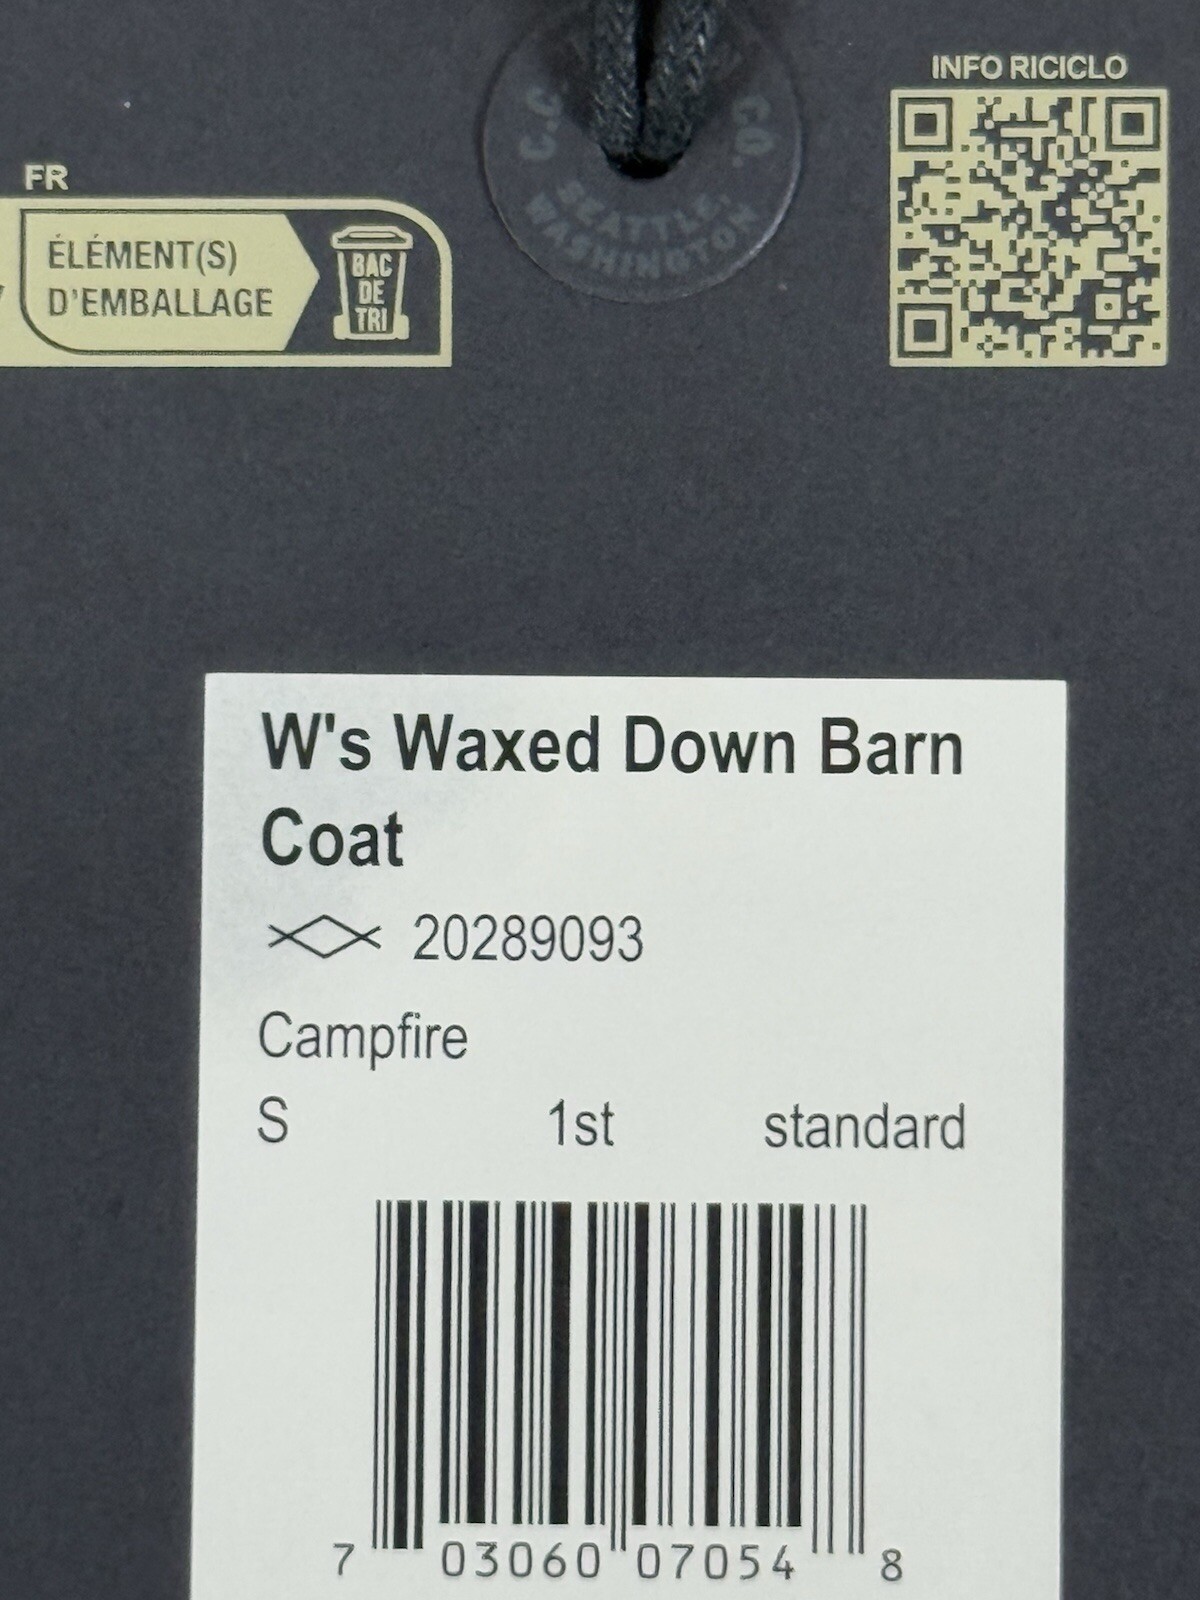 INFO RICICLO
FR
ÉLÉMENT(S)
D'EMBALLAGE
BAC
DE
TRI
C.C. CO.
SEATTLE,
WASHINGTON
W's Waxed Down Barn
Coat
20289093
Campfire
S 1st standard
7 03060 07054 8